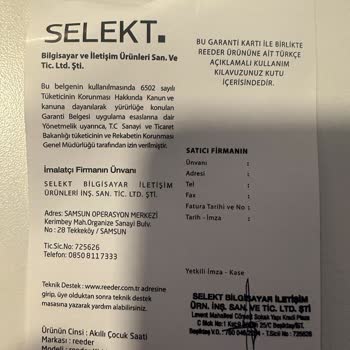 SELEKT.
Bilgisayar ve İletişim Ürünleri San. Ve
Tic. Ltd. Şti.
Bu belgenin kullanılmasında 6502 sayılı
Tüketicinin Korunması Hakkında Kanun ve
kanuna dayanılarak yürürlüğe konulan
Garanti Belgesi uygulama esaslarına dair
Yönetmelik uyarınca, T.C Sanayi ve Ticaret
Bakanlığı tüketicinin ve Rekabetin Korunması
Genel Müdürlüğü tarafından izin verilmiştir.
İmalatçı Firmanın Ünvanı
SELEKT BİLGİSAYAR İLETİŞİM
ÜRÜNLERİ SAN. TİC. LTD. ŞTİ.
Adres: SAMSUN OPERASYON MERKEZİ
Kerimbey Mah.Organize Sanayi Bulv.
No : 28 Tekkeköy / SAMSUN
Tic.Sic.No: 725626
Telefon: 0850 8117333
Teknik Destek : www.reeder.com.tr adresine
girip, üye olduktan sonra teknik destek
masasına yazarak yardım alabilirsiniz.
Ürünün Cinsi : Akıllı Çocuk Saati
Markası : reeder
BU GARANTİ KARTI İLE BİRLİKTE
REEDER ÜRÜNÜNE AİT TÜRKÇE
AÇIKLAMALI KULLANIM
KILAVUZUNUZ KUTU
İÇERİSİNDEDİR.
SATICI FİRMANIN
Ünvanı :
Adresi :
Tel :
Fax :
Fatura Tarihi ve No :
Tarih - İmza :
Yetkili İmza - Kase
SELEKT BİLGİSAYAR İLETİŞİM
ÜRN. İNŞ. SAN. VE TİC. LTD. ŞTİ